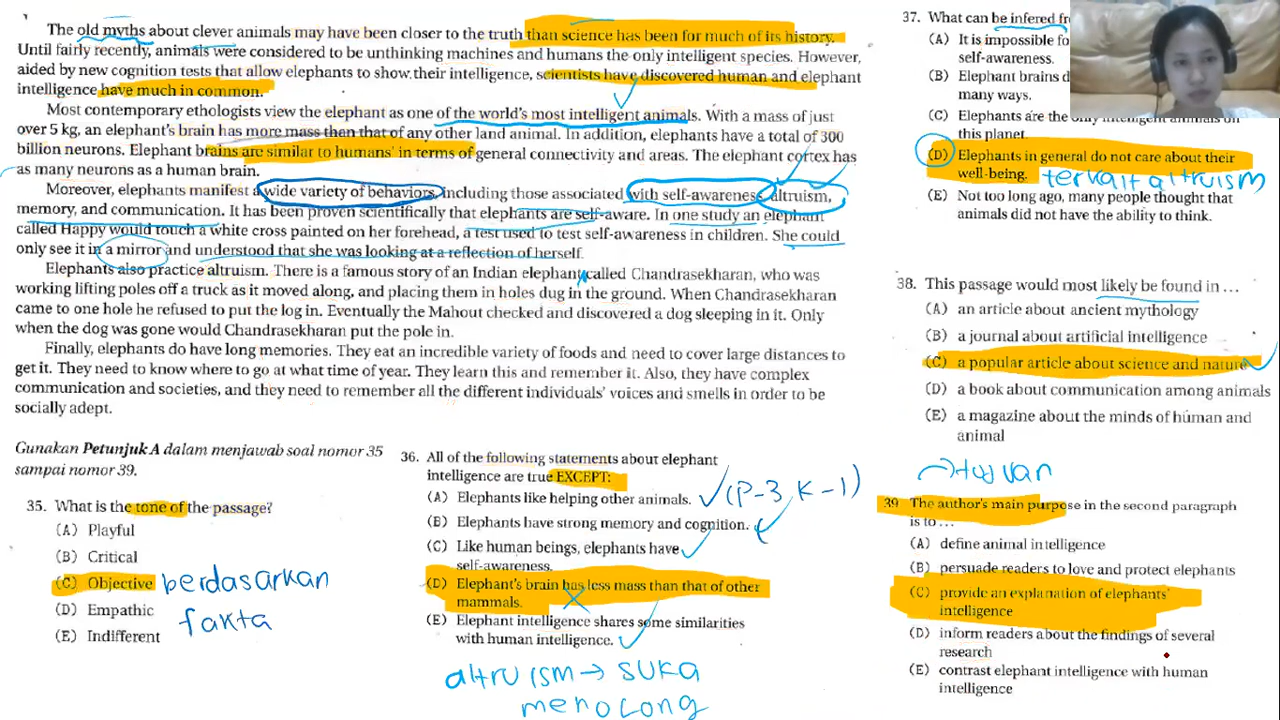 The old myths about clever animals may have been closer to the truth than science has been for much of its history.
Until fairly recently, animals were considered to be unthinking machines and humans the only intelligent species. However,
aided by new cognition tests that allow elephants to show their intelligence, scientists have discovered human and elephant
intelligence have much in common.
Most contemporary ethologists view the elephant as one of the world's most intelligent animals. With a mass of just
over 5 kg, an elephant's brain has more mass than that of any other land animal. In addition, elephants have a total of 300
billion neurons. Elephant brains are similar to humans' in terms of general connectivity and areas. The elephant cortex has
as many neurons as a human brain.
Moreover, elephants manifest a wide variety of behaviors, including those associated with self-awareness, altruism,
memory, and communication. It has been proven scientifically that elephants are self-aware. In one study an elephant
called Happy would touch a white cross painted on her forehead, a test used to test self-awareness in children. She could
only see it in a mirror and understood that she was looking at a reflection of herself.
Elephants also practice altruism. There is a famous story of an Indian elephant called Chandrasekharan, who was
working lifting poles off a truck as it moved along, and placing them in holes dug in the ground. When Chandrasekharan
came to one hole he refused to put the log in. Eventually the Mahout checked and discovered a dog sleeping in it. Only
when the dog was gone would Chandrasekharan put the pole in.
Finally, elephants do have long memories. They eat an incredible variety of foods and need to cover large distances to
get it. They need to know where to go at what time of year. They learn this and remember it. Also, they have complex
communication and societies, and they need to remember all the different individuals' voices and smells in order to be
socially adept.
Gunakan Petunjuk A dalam menjawab soal nomor 35
sampai nomor 39.
35. What is the tone of the passage?
(A) Playful
(B) Critical
(C) Objective berdasarkan
(D) Empathic fakta
(E) Indifferent
36. All of the following statements about elephant
intelligence are true EXCEPT:
(A) Elephants like helping other animals. (P-3, K-1)
(B) Elephants have strong memory and cognition.
(C) Like human beings, elephants have
self-awareness.
(D) Elephant's brain has less mass than that of other
mammals.
(E) Elephant intelligence shares some similarities
with human intelligence.
altruism → suka
menolong
37. What can be infered
(A) It is impossible
self-awareness.
(B) Elephant brains
many ways.
(C) Elephants are the only intelligent animals on
this planet.
(D) Elephants in general do not care about their
well-being. terkait altruism
(E) Not too long ago, many people thought that
animals did not have the ability to think.
38. This passage would most likely be found in ...
(A) an article about ancient mythology
(B) a journal about artificial intelligence
(C) a popular article about science and nature
(D) a book about communication among animals
(E) a magazine about the minds of human and
animal
→ tujuan
39 The author's main purpose in the second paragraph
is to ...
(A) define animal intelligence
(B) persuade readers to love and protect elephants
(C) provide an explanation of elephants'
intelligence
(D) inform readers about the findings of several
research
(E) contrast elephant intelligence with human
intelligence